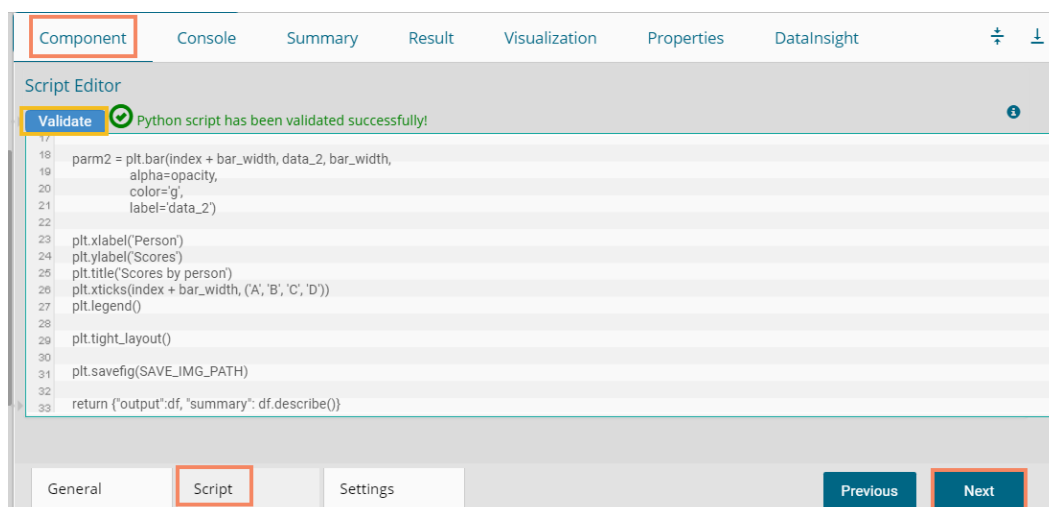 Component Console Summary Result Visualization Properties DataInsight
Script Editor
Validate Python script has been validated successfully!
17
18 parm2 = plt.bar(index + bar_width, data_2, bar_width,
19 alpha=opacity,
20 color='g',
21 label='data_2')
22
23 plt.xlabel('Person')
24 plt.ylabel('Scores')
25 plt.title('Scores by person')
26 plt.xticks(index + bar_width, ('A', 'B', 'C', 'D'))
27 plt.legend()
28
29 plt.tight_layout()
30
31 plt.savefig(SAVE_IMG_PATH)
32
33 return {"output":df, "summary": df.describe()}
General Script Settings Previous Next